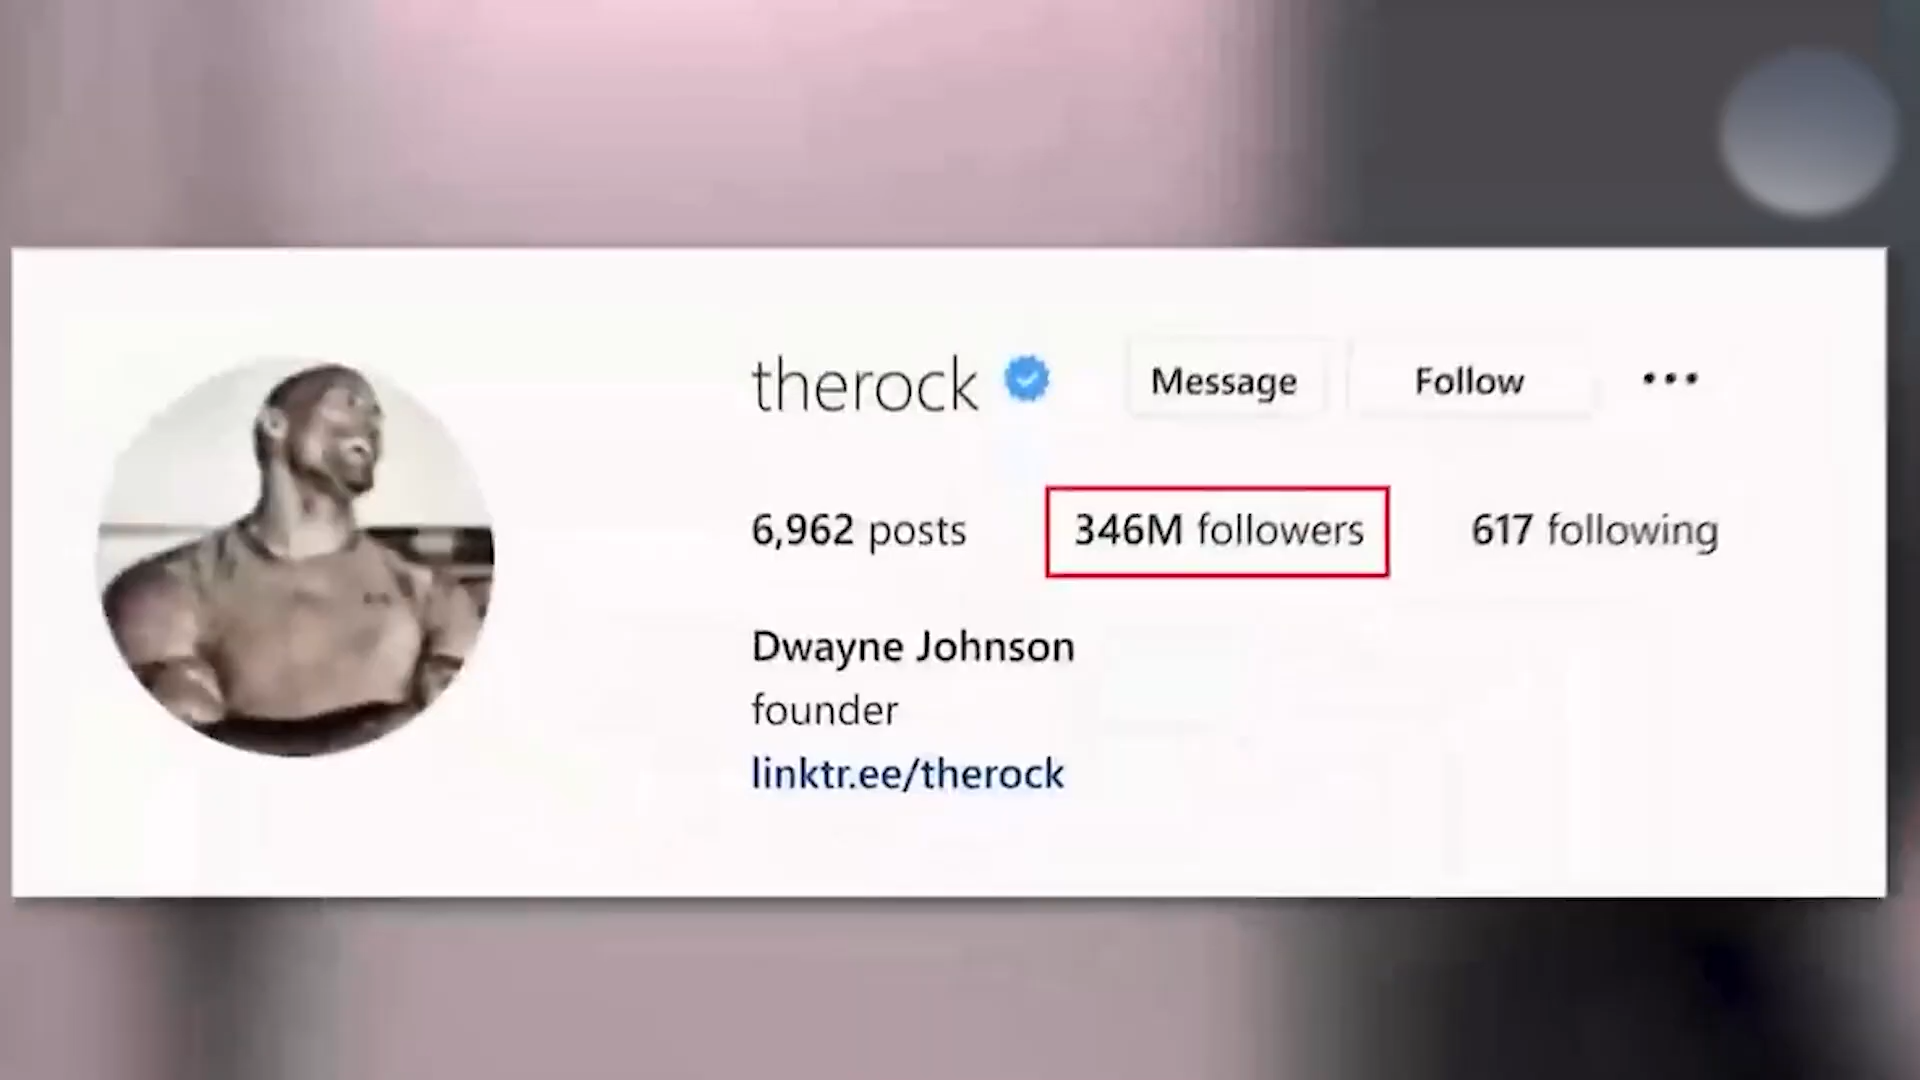 therock Message Follow
6,962 posts 346M followers 617 following
Dwayne Johnson
founder
linktr.ee/therock